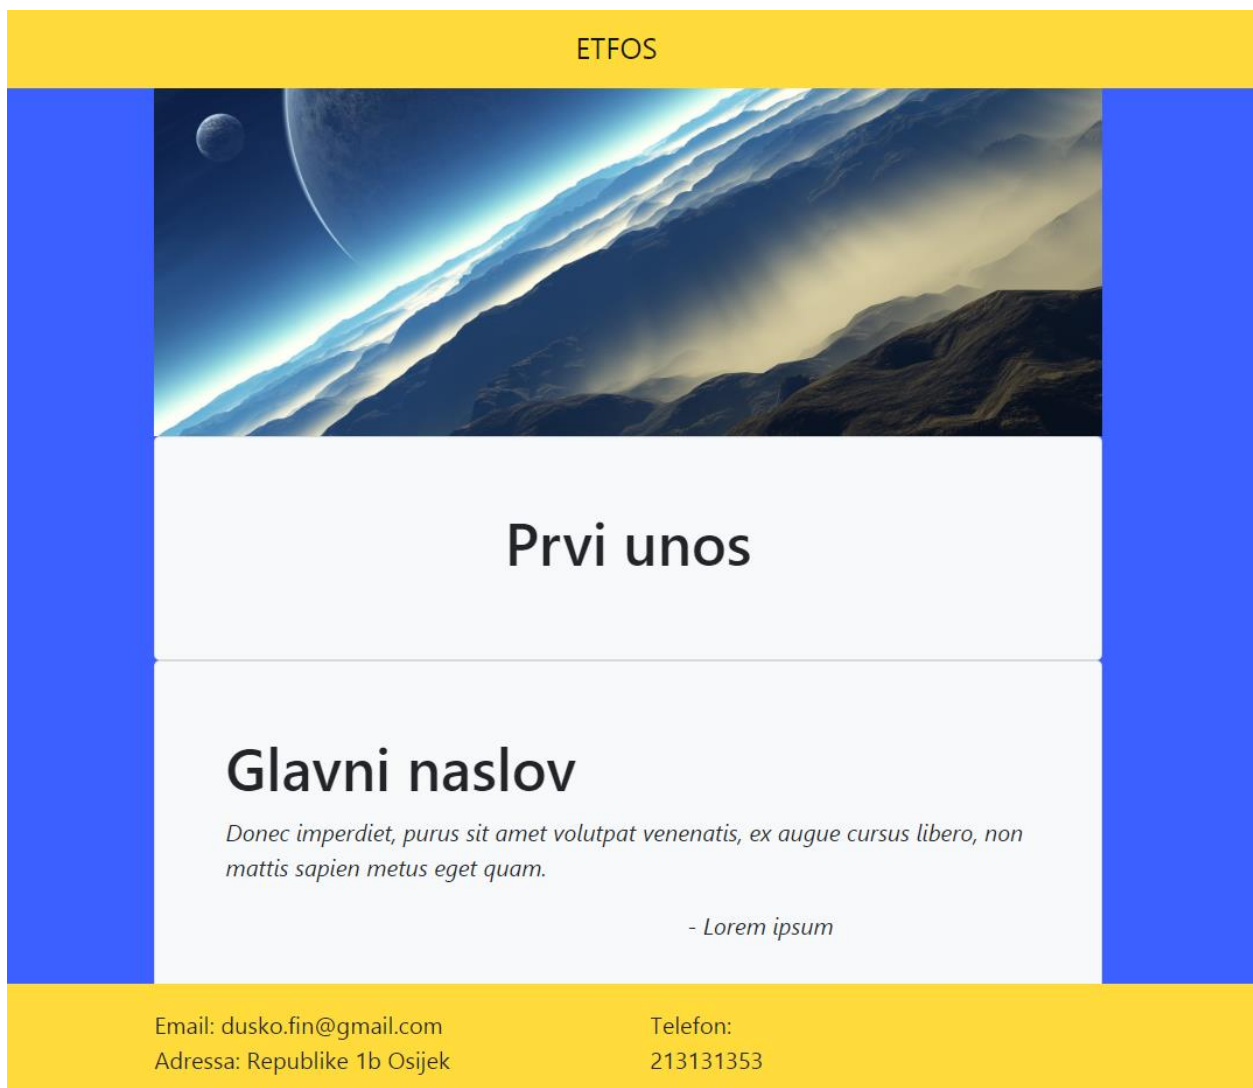 ETFOS
Prvi unos
Glavni naslov
Donec imperdiet, purus sit amet volutpat venenatis, ex augue cursus libero, non
mattis sapien metus eget quam.
- Lorem ipsum
Email: dusko.fin@gmail.com
Adressa: Republike 1b Osijek
Telefon:
213131353